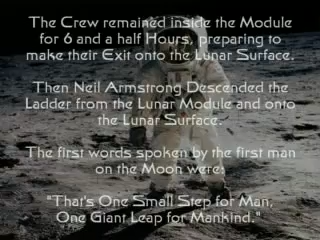 The Crew remained inside the Module
for 6 and a half Hours, preparing to
make their Exit onto the Lunar Surface.
Then Neil Armstrong Descended the
Ladder from the Lunar Module and onto
the Lunar Surface.
The first words spoken by the first man
on the Moon were:
"That's One Small Step for Man,
One Giant Leap for Mankind."